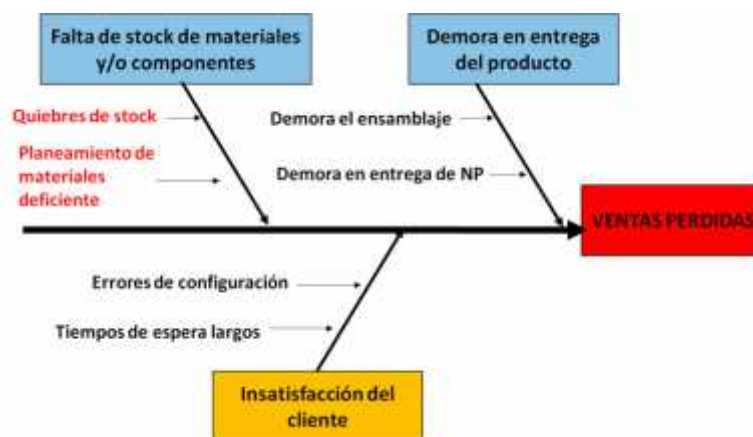 Falta de stock de materiales
y/o componentes
Demora en entrega
del producto
Quiebres de stock
Planeamiento de
materiales
deficiente
Demora el ensamblaje
Demora en entrega de NP
VENTAS PERDIDAS
Errores de configuración
Tiempos de espera largos
Insatisfacción del
cliente